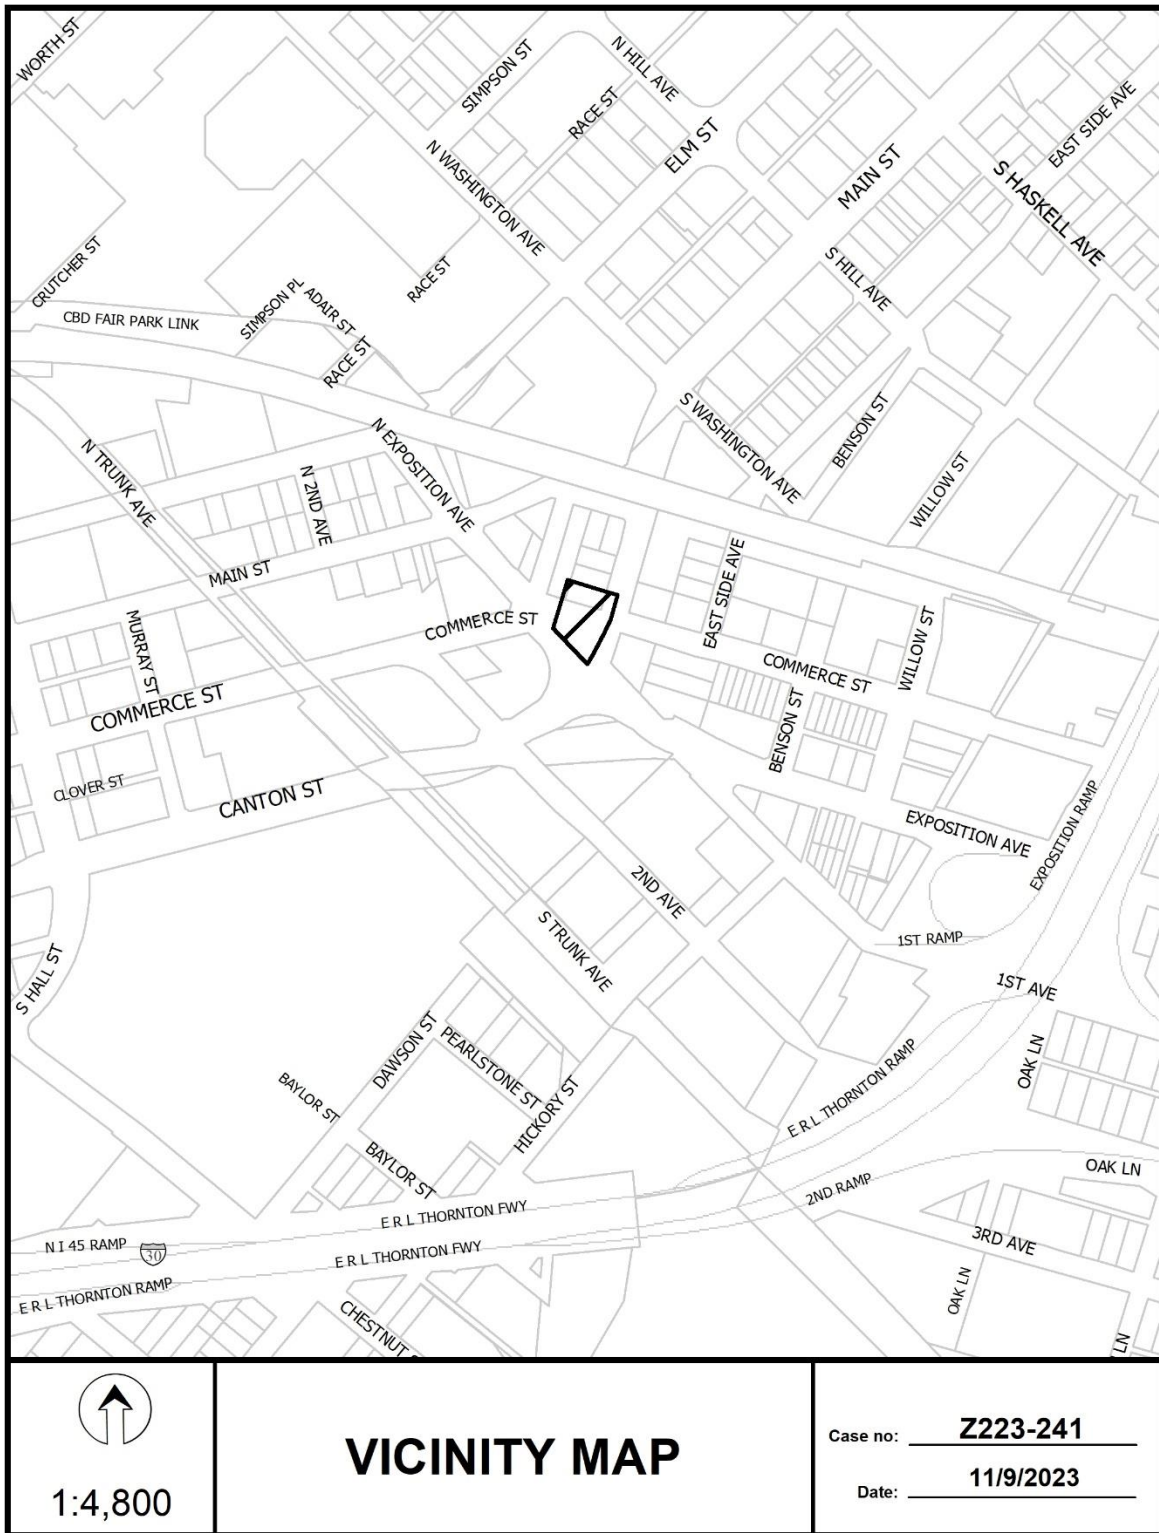 WORTH ST
SIMPSON ST
N HILL AVE
RACE ST
ELM ST
EAST SIDE AVE
N WASHINGTON AVE
MAIN ST
S HASKELL AVE
CRUTCHER ST
RACE ST
S HILL AVE
SIMPSON PL
ADAIR ST
CBD FAIR PARK LINK
RACE ST
N TRUNK AVE
N EXPOSITION AVE
S WASHINGTON AVE
BENSON ST
N 2ND AVE
WILLOW ST
MAIN ST
EAST SIDE AVE
COMMERCE ST
MURRAY ST
WILLOW ST
COMMERCE ST
COMMERCE ST
BENSON ST
CLOVER ST
CANTON ST
EXPOSITION AVE
EXPOSITION RAMP
2ND AVE
1ST RAMP
S TRUNK AVE
S HALL ST
1ST AVE
DAWSON ST
PEARLSTONE ST
OAK LN
BAYLOR ST
HICKORY ST
E R L THORNTON RAMP
BAYLOR ST
OAK LN
2ND RAMP
E R L THORNTON FWY
N I 45 RAMP
30
E R L THORNTON FWY
3RD AVE
E R L THORNTON RAMP
OAK LN
CHESTNUT
LN
1:4,800
VICINITY MAP
Case no: Z223-241
Date: 11/9/2023